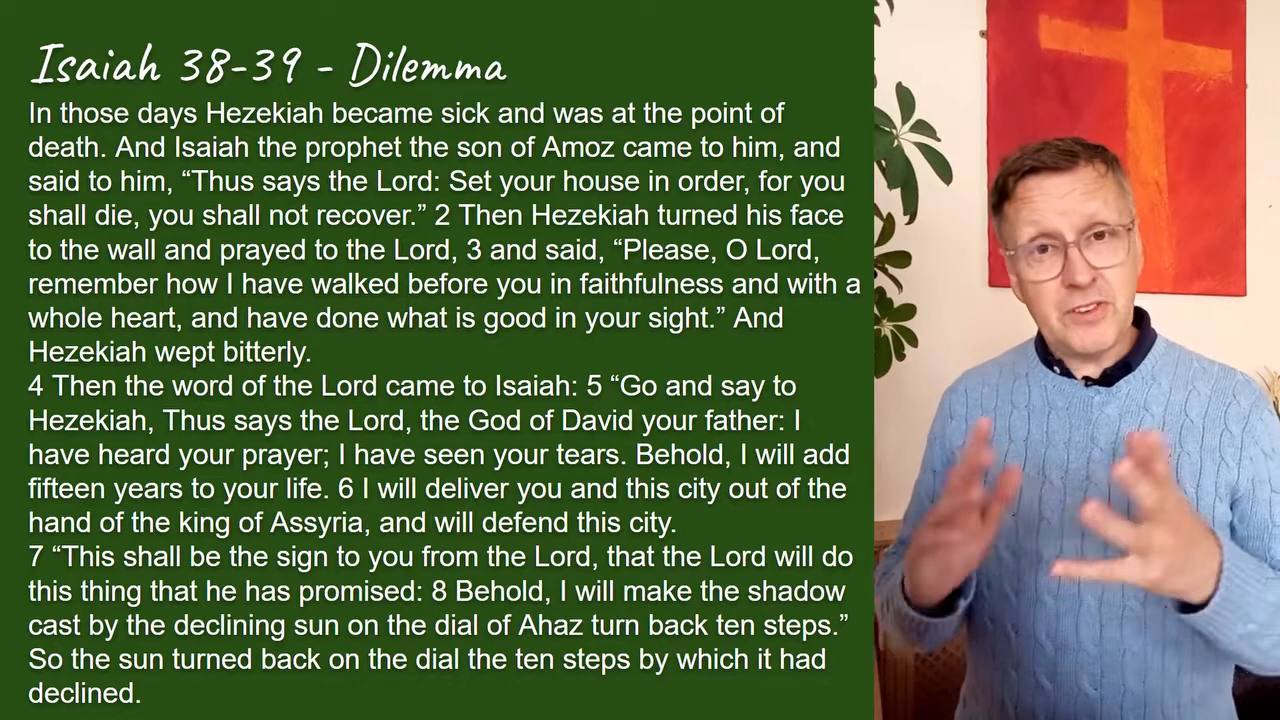 Isaiah 38-39 - Dilemma
In those days Hezekiah became sick and was at the point of
death. And Isaiah the prophet the son of Amoz came to him, and
said to him, “Thus says the Lord: Set your house in order, for you
shall die, you shall not recover.” 2 Then Hezekiah turned his face
to the wall and prayed to the Lord, 3 and said, “Please, O Lord,
remember how I have walked before you in faithfulness and with a
whole heart, and have done what is good in your sight.” And
Hezekiah wept bitterly.
4 Then the word of the Lord came to Isaiah: 5 “Go and say to
Hezekiah, Thus says the Lord, the God of David your father: I
have heard your prayer; I have seen your tears. Behold, I will add
fifteen years to your life. 6 I will deliver you and this city out of the
hand of the king of Assyria, and will defend this city.
7 “This shall be the sign to you from the Lord, that the Lord will do
this thing that he has promised: 8 Behold, I will make the shadow
cast by the declining sun on the dial of Ahaz turn back ten steps.”
So the sun turned back on the dial the ten steps by which it had
declined.